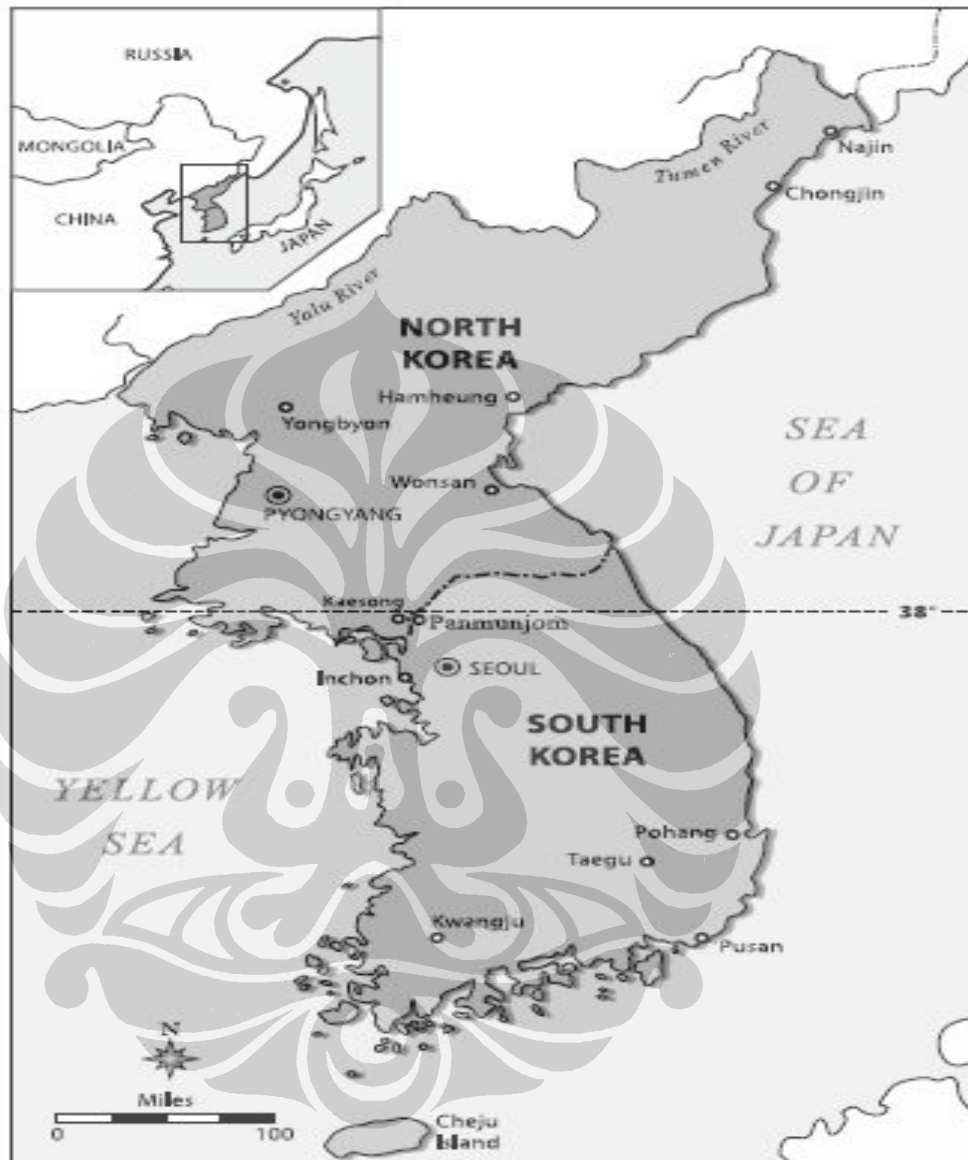 RUSSIA
MONGOLIA
CHINA
JAPAN
Tumen River
Najin
Chongjin
Yalu River
NORTH
KOREA
Hamheung
Yongbyon
SEA
OF
JAPAN
Wonsan
PYONGYANG
Kaesong
Panmunjom
38°
SEOUL
Inchon
SOUTH
KOREA
YELLOW
SEA
Pohang
Taegu
Kwangju
Pusan
N
Miles
0 100
Cheju
Island